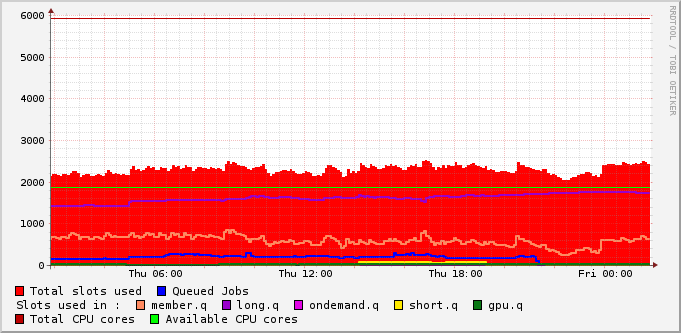 RRDTOOL / TOBI OETIKER
6000
5000
4000
3000
2000
1000
0
Thu 06:00 Thu 12:00 Thu 18:00 Fri 00:00
Total slots used Queued Jobs
Slots used in : member.q long.q ondemand.q short.q gpu.q
Total CPU cores Available CPU cores